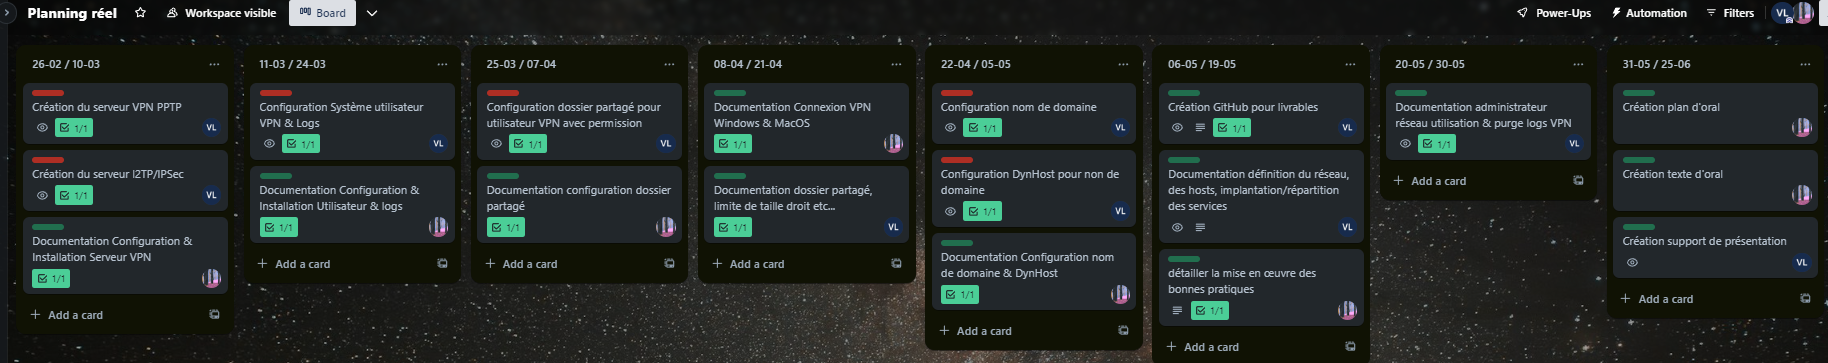 Planning réel
Workspace visible
Board
Power-Ups
Automation
Filters
VL
26-02 / 10-03
Création du serveur VPN PPTP
1/1
VL
Création du serveur l2TP/IPSec
1/1
VL
Documentation Configuration &
Installation Serveur VPN
1/1
Add a card
11-03 / 24-03
Configuration Système utilisateur
VPN & Logs
1/1
VL
Documentation Configuration &
Installation Utilisateur & logs
1/1
Add a card
25-03 / 07-04
Configuration dossier partagé pour
utilisateur VPN avec permission
1/1
VL
Documentation configuration dossier
partagé
1/1
Add a card
08-04 / 21-04
Documentation Connexion VPN
Windows & MacOS
1/1
Documentation dossier partagé,
limite de taille droit etc...
1/1
VL
Add a card
22-04 / 05-05
Configuration nom de domaine
1/1
VL
Configuration DynHost pour non de
domaine
1/1
VL
Documentation Configuration nom
de domaine & DynHost
1/1
Add a card
06-05 / 19-05
Création GitHub pour livrables
1/1
VL
Documentation définition du réseau,
des hosts, implantation/répartition
des services
VL
détailler la mise en œuvre des
bonnes pratiques
1/1
Add a card
20-05 / 30-05
Documentation administrateur
réseau utilisation & purge logs VPN
1/1
VL
Add a card
31-05 / 25-06
Création plan d'oral
Création texte d'oral
Création support de présentation
VL
Add a card